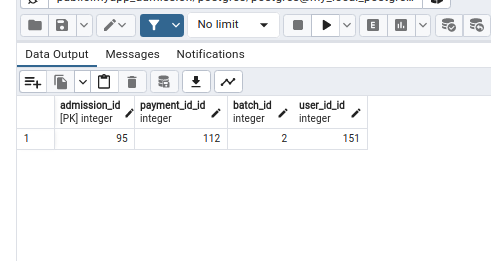 No limit
E
Data Output Messages Notifications
admission_id payment_id_id batch_id user_id_id
[PK] integer integer integer integer
1 95 112 2 151